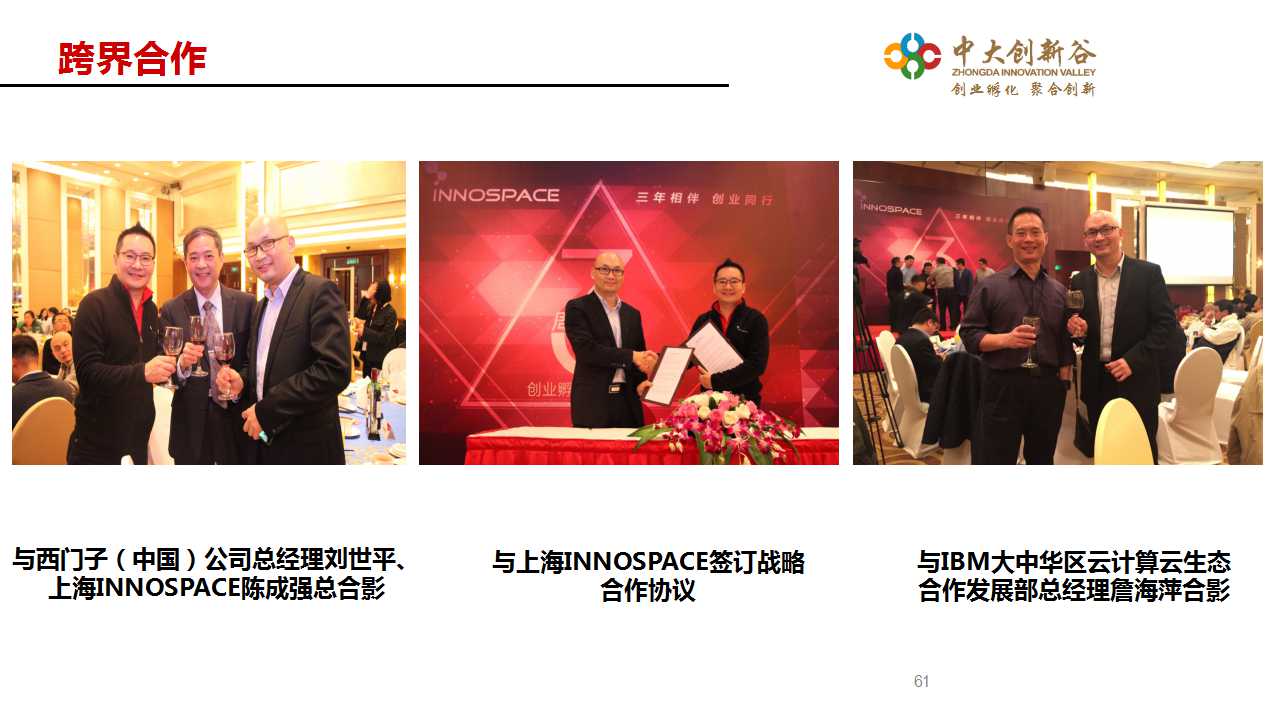 跨界合作
中大创新谷
ZHONGDA INNOVATION VALLEY
创业孵化 聚合创新
INNOSPACE
三年相伴 创业同行
创业孵
INNOSPACE
三年相伴
与西门子（中国）公司总经理刘世平、
上海INNOSPACE陈成强总合影
与上海INNOSPACE签订战略
合作协议
与IBM大中华区云计算云生态
合作发展部总经理詹海萍合影
61